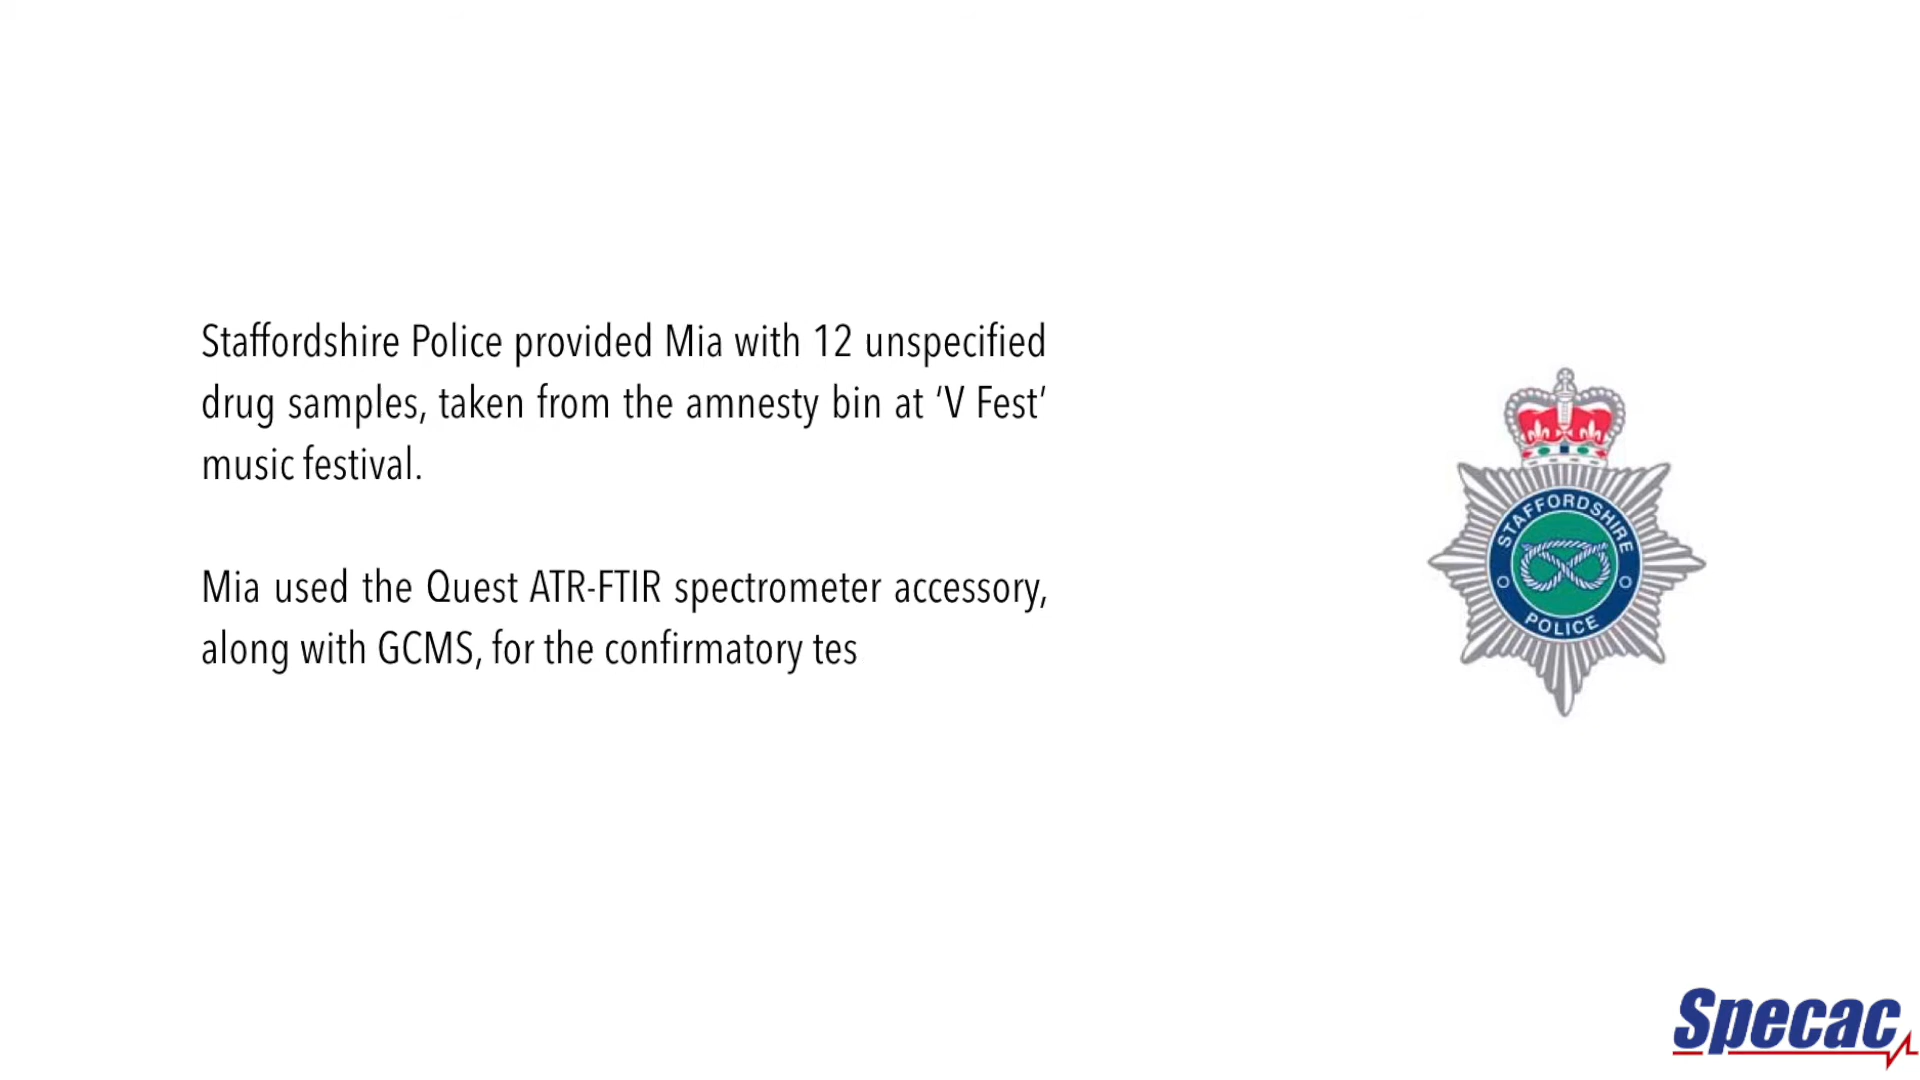 Staffordshire Police provided Mia with 12 unspecified
drug samples, taken from the amnesty bin at ‘V Fest’
music festival.
Mia used the Quest ATR-FTIR spectrometer accessory,
along with GCMS, for the confirmatory tes
STAFFORDSHIRE
POLICE
Specac